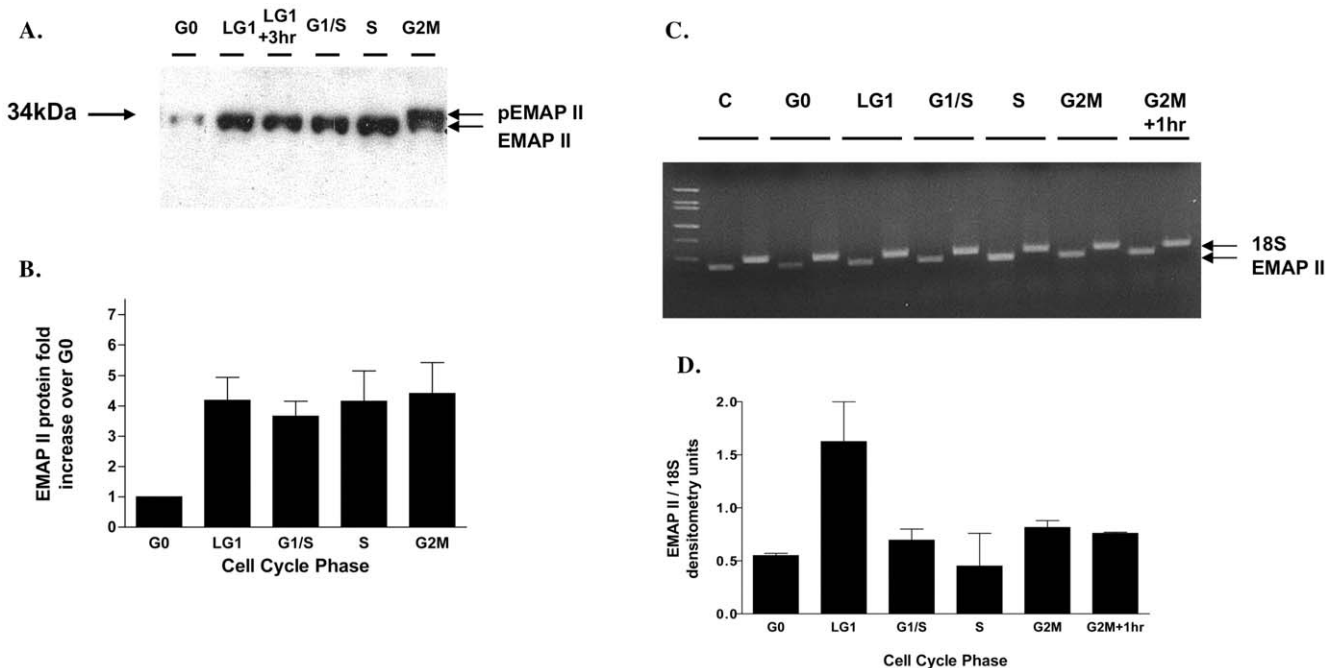 A.
G0 LG1 LG1 +3hr G1/S S G2M
34kDa
pEMAP II
EMAP II
B.
EMAP II protein fold
increase over G0
7
6
5
4
3
2
1
0
G0 LG1 G1/S S G2M
Cell Cycle Phase
C.
C G0 LG1 G1/S S G2M G2M
+1hr
18S
EMAP II
D.
EMAP II / 18S
densitometry units
2.0
1.5
1.0
0.5
0.0
G0 LG1 G1/S S G2M G2M+1hr
Cell Cycle Phase